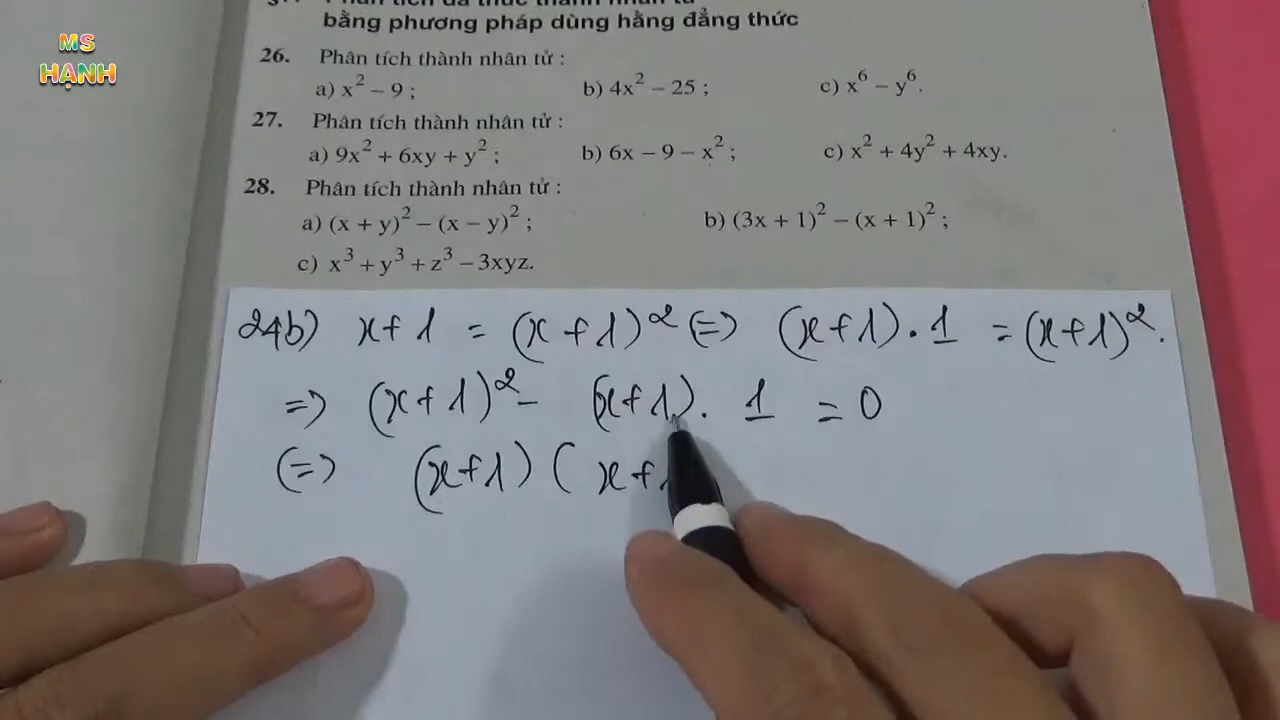 MS
HẠNH
bằng phương pháp dùng hằng đẳng thức
26. Phân tích thành nhân tử :
a) x² – 9 ; b) 4x² – 25 ; c) x⁶ – y⁶.
27. Phân tích thành nhân tử :
a) 9x² + 6xy + y² ; b) 6x – 9 – x² ; c) x² + 4y² + 4xy.
28. Phân tích thành nhân tử :
a) (x + y)² – (x – y)² ; b) (3x + 1)² – (x + 1)² ;
c) x³ + y³ + z³ – 3xyz.
24b) x+1 = (x+1)² (=) (x+1).1 = (x+1)².
=> (x+1)² - (x+1). 1 = 0
(=) (x+1) ( x+